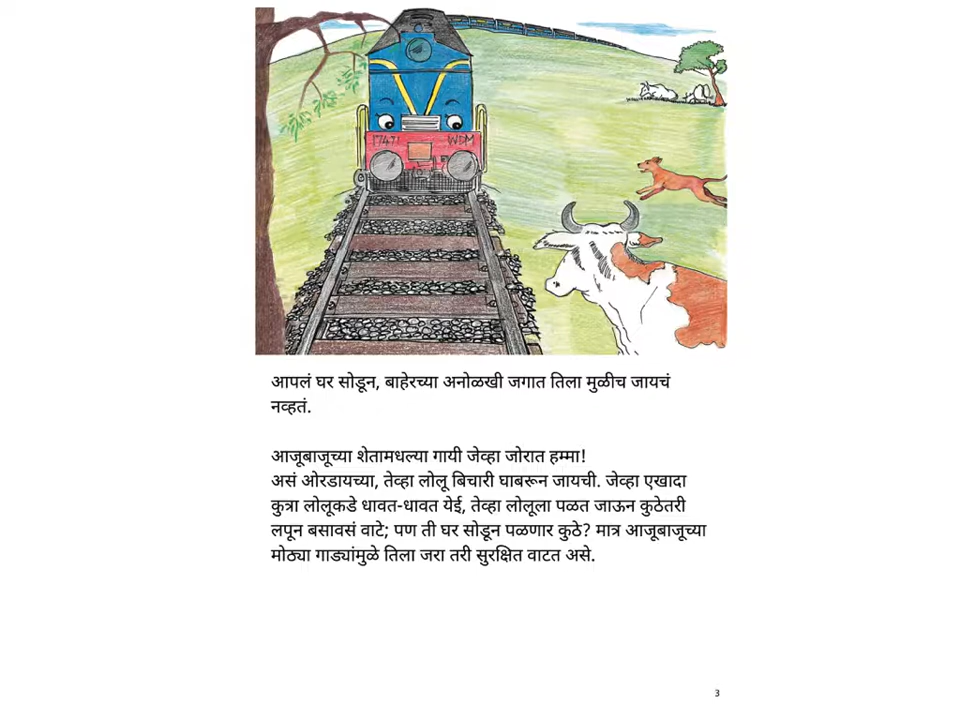 17471 WDM
आपलं घर सोडून, बाहेरच्या अनोळखी जगात तिला मुळीच जायचं
नव्हतं.
आजूबाजूच्या शेतामधल्या गायी जेव्हा जोरात हम्मा!
असं ओरडायच्या, तेव्हा लोलू बिचारी घाबरून जायची. जेव्हा एखादा
कुत्रा लोलूकडे धावत-धावत येई, तेव्हा लोलूला पळत जाऊन कुठेतरी
लपून बसावसं वाटे; पण ती घर सोडून पळणार कुठे? मात्र आजूबाजूच्या
मोठ्या गाड्यांमुळे तिला जरा तरी सुरक्षित वाटत असे.
3